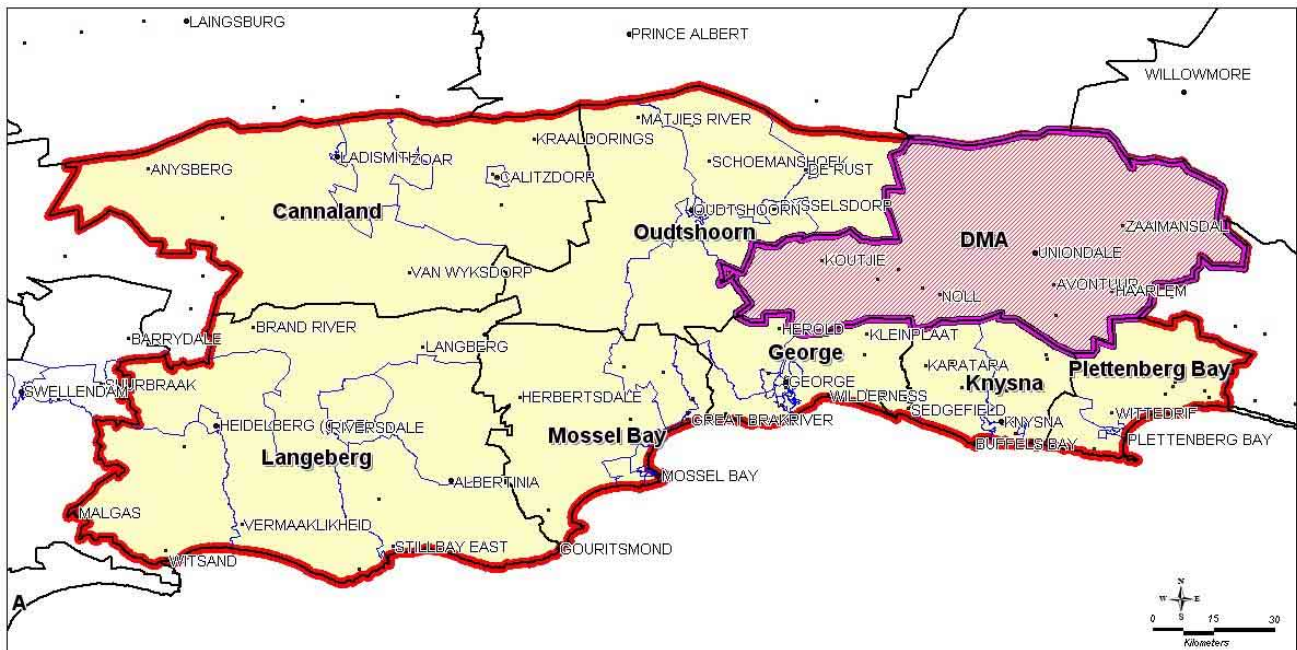 LAINGSBURG
PRINCE ALBERT
WILLOWMORE
MATJIES RIVER
KRAALDORINGS
ANYSBERG
LADISMITH
ZOAR
SCHOEMANSHOEK
DE RUST
CALITZDORP
Cannaland
OUDTSHOORN
Oudtshoorn
ZAAIMANSDAL
DMA
UNIONDALE
KOUTJIE
VAN WYKSDORP
AVONTUUR
HAARLEM
NOLL
BRAND RIVER
HEROLD
KLEINPLAAT
BARRYDALE
LANGBERG
George
KARATARA
Plettenberg Bay
SUURBRAAK
SWELLENDAM
GEORGE
Knysna
HERBERTSDALE
WILDERNESS
SEDGEFIELD
WITTEDRIF
GREAT BRAKRIVER
KNYSNA
HEIDELBERG (
RIVERSDALE
Mossel Bay
BUFFELS BAY
PLETTENBERG BAY
Langeberg
MOSSEL BAY
ALBERTINIA
MALGAS
VERMAAKLIKHEID
STILLBAY EAST
GOURITSMOND
WITSAND
A
N
W E
S
0 15 30
Kilometers